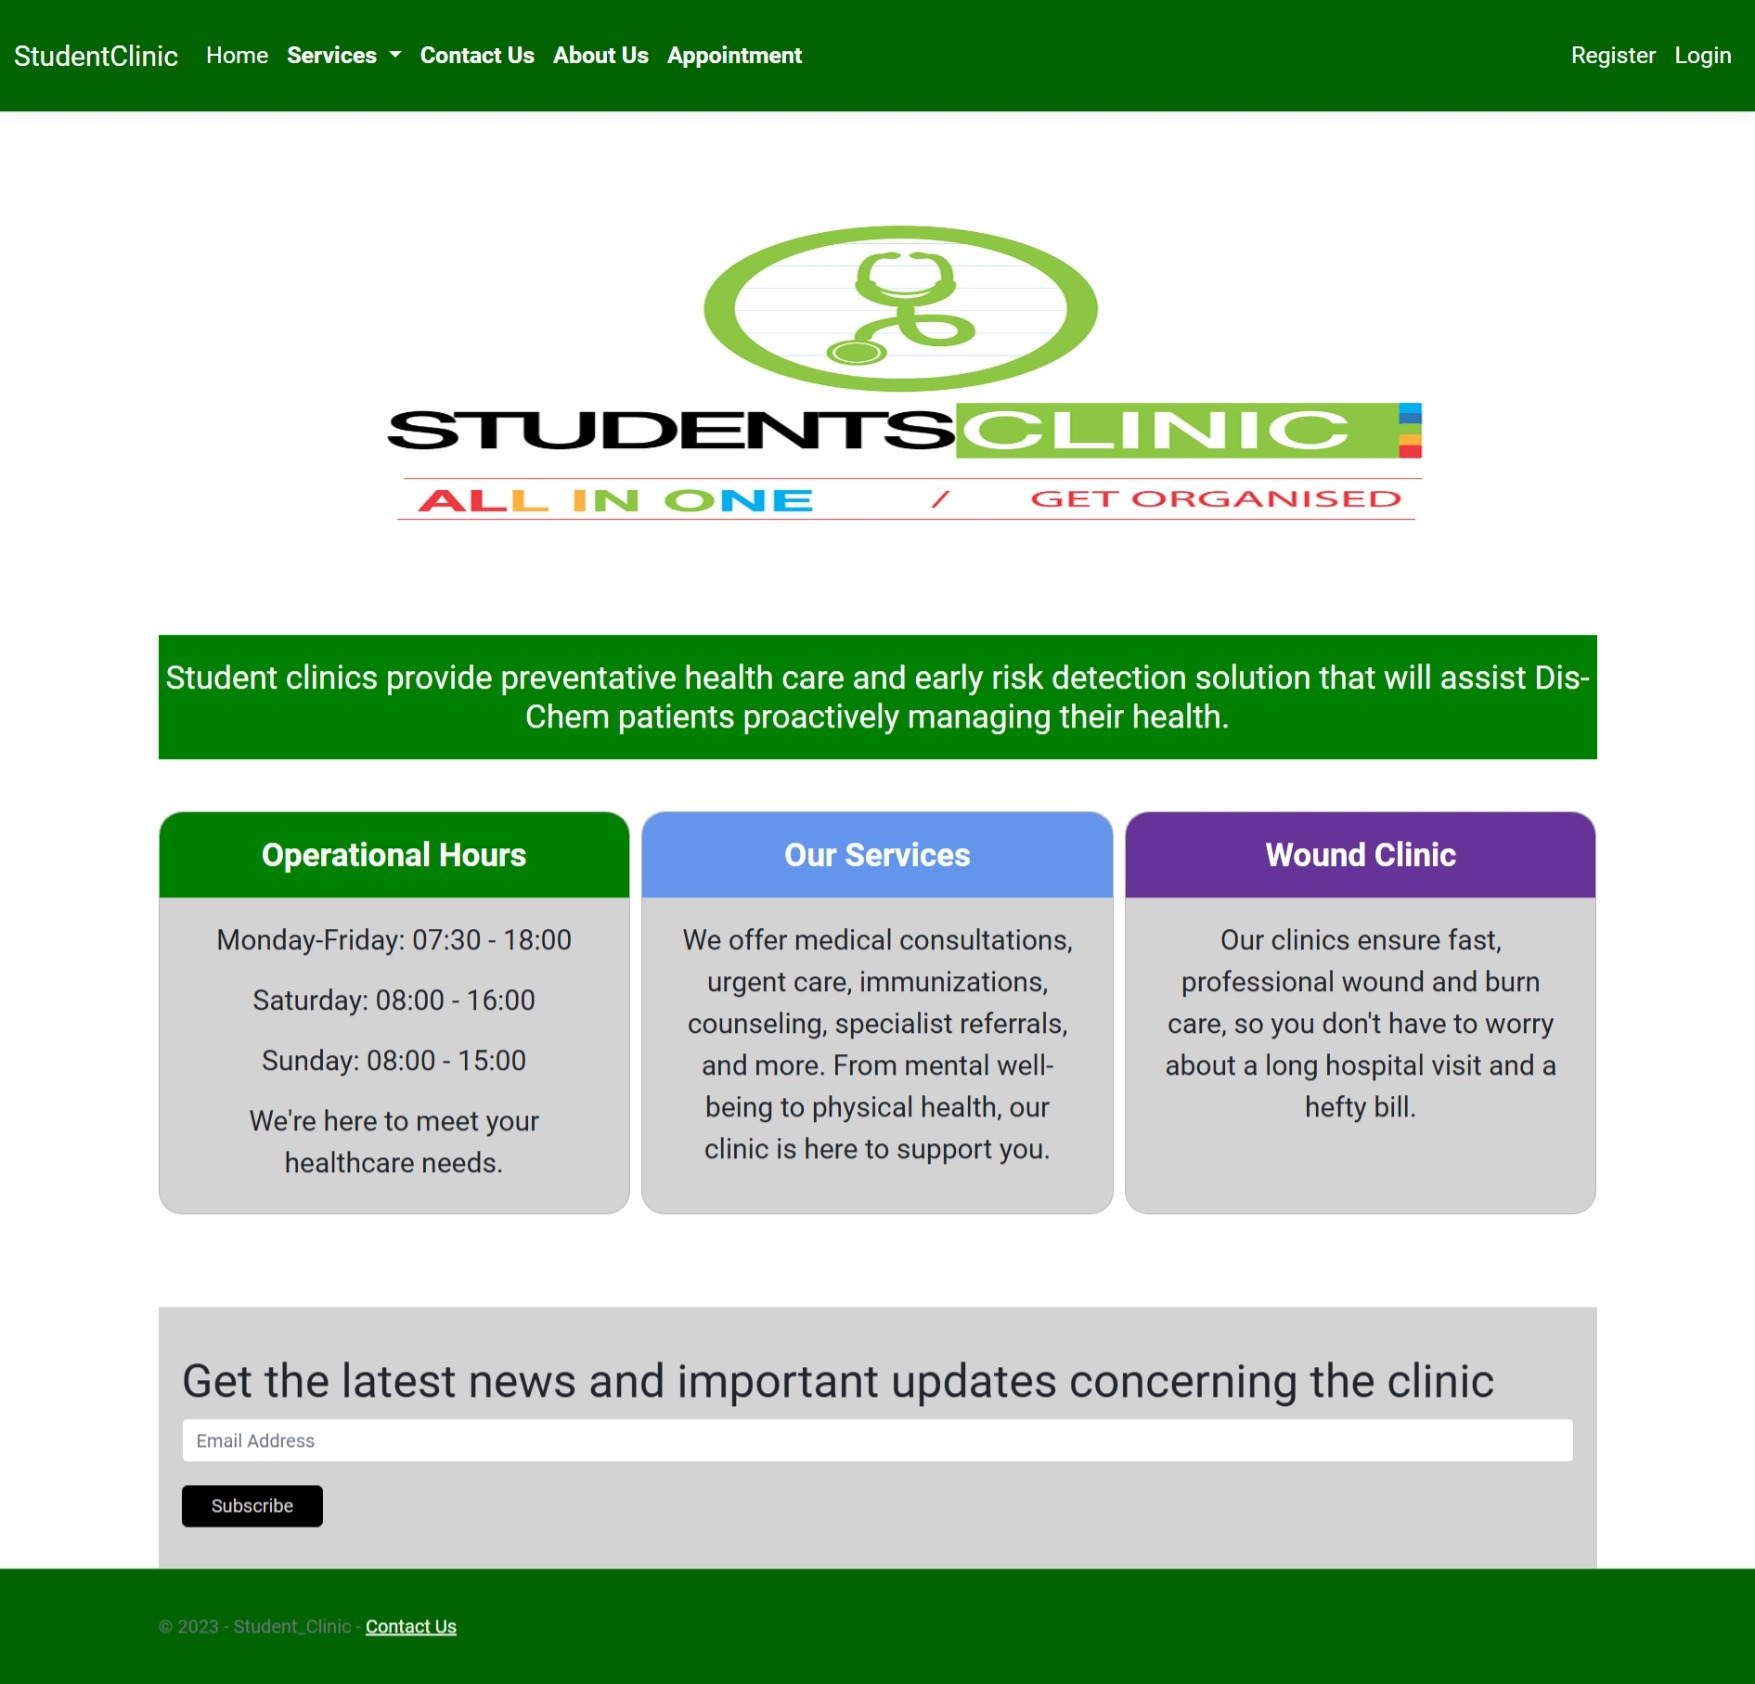 StudentClinic Home Services Contact Us About Us Appointment Register Login
STUDENTSCLINIC
ALL IN ONE / GET ORGANISED
Student clinics provide preventative health care and early risk detection solution that will assist Dis-
Chem patients proactively managing their health.
Operational Hours
Monday-Friday: 07:30 - 18:00
Saturday: 08:00 - 16:00
Sunday: 08:00 - 15:00
We're here to meet your
healthcare needs.
Our Services
We offer medical consultations,
urgent care, immunizations,
counseling, specialist referrals,
and more. From mental well-
being to physical health, our
clinic is here to support you.
Wound Clinic
Our clinics ensure fast,
professional wound and burn
care, so you don't have to worry
about a long hospital visit and a
hefty bill.
Get the latest news and important updates concerning the clinic
Email Address
Subscribe
© 2023 - Student_Clinic - Contact Us